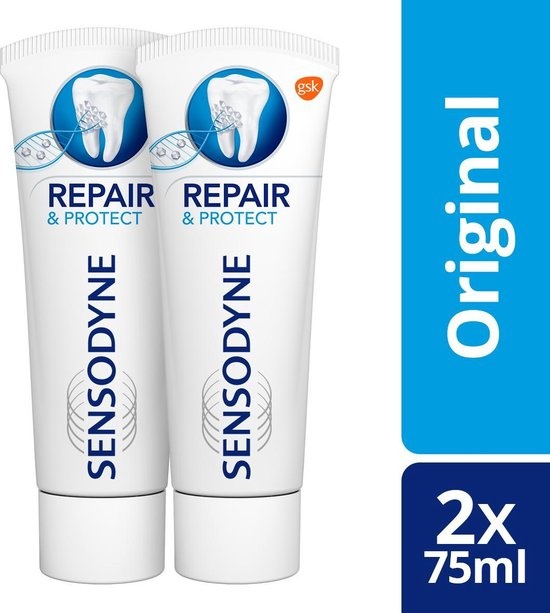 REPAIR
& PROTECT
SENSODYNE
gsk
REPAIR
& PROTECT
SENSODYNE
Original
2x
75ml